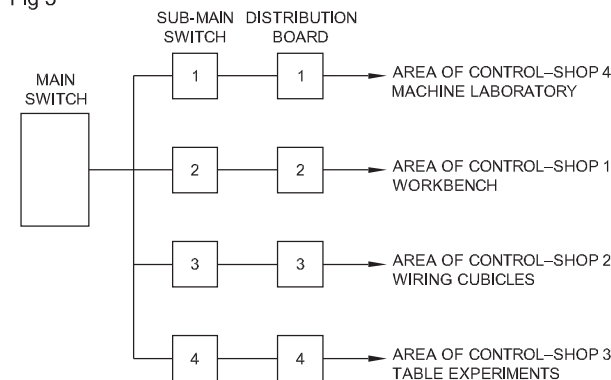 Fig 3
SUB-MAIN SWITCH
DISTRIBUTION BOARD
MAIN SWITCH
1
1
AREA OF CONTROL–SHOP 4
MACHINE LABORATORY
2
2
AREA OF CONTROL–SHOP 1
WORKBENCH
3
3
AREA OF CONTROL–SHOP 2
WIRING CUBICLES
4
4
AREA OF CONTROL–SHOP 3
TABLE EXPERIMENTS